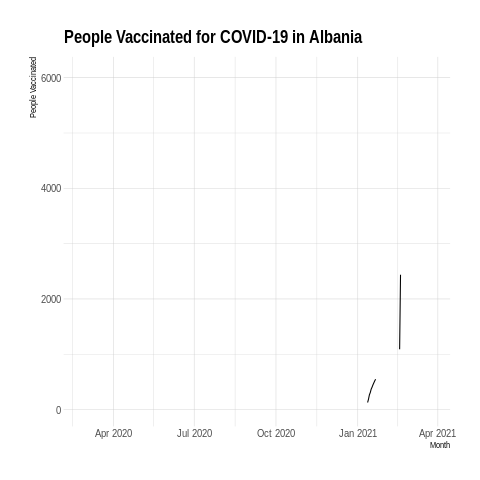 People Vaccinated for COVID-19 in Albania
People Vaccinated
6000
4000
2000
0
Apr 2020 Jul 2020 Oct 2020 Jan 2021 Apr 2021
Month